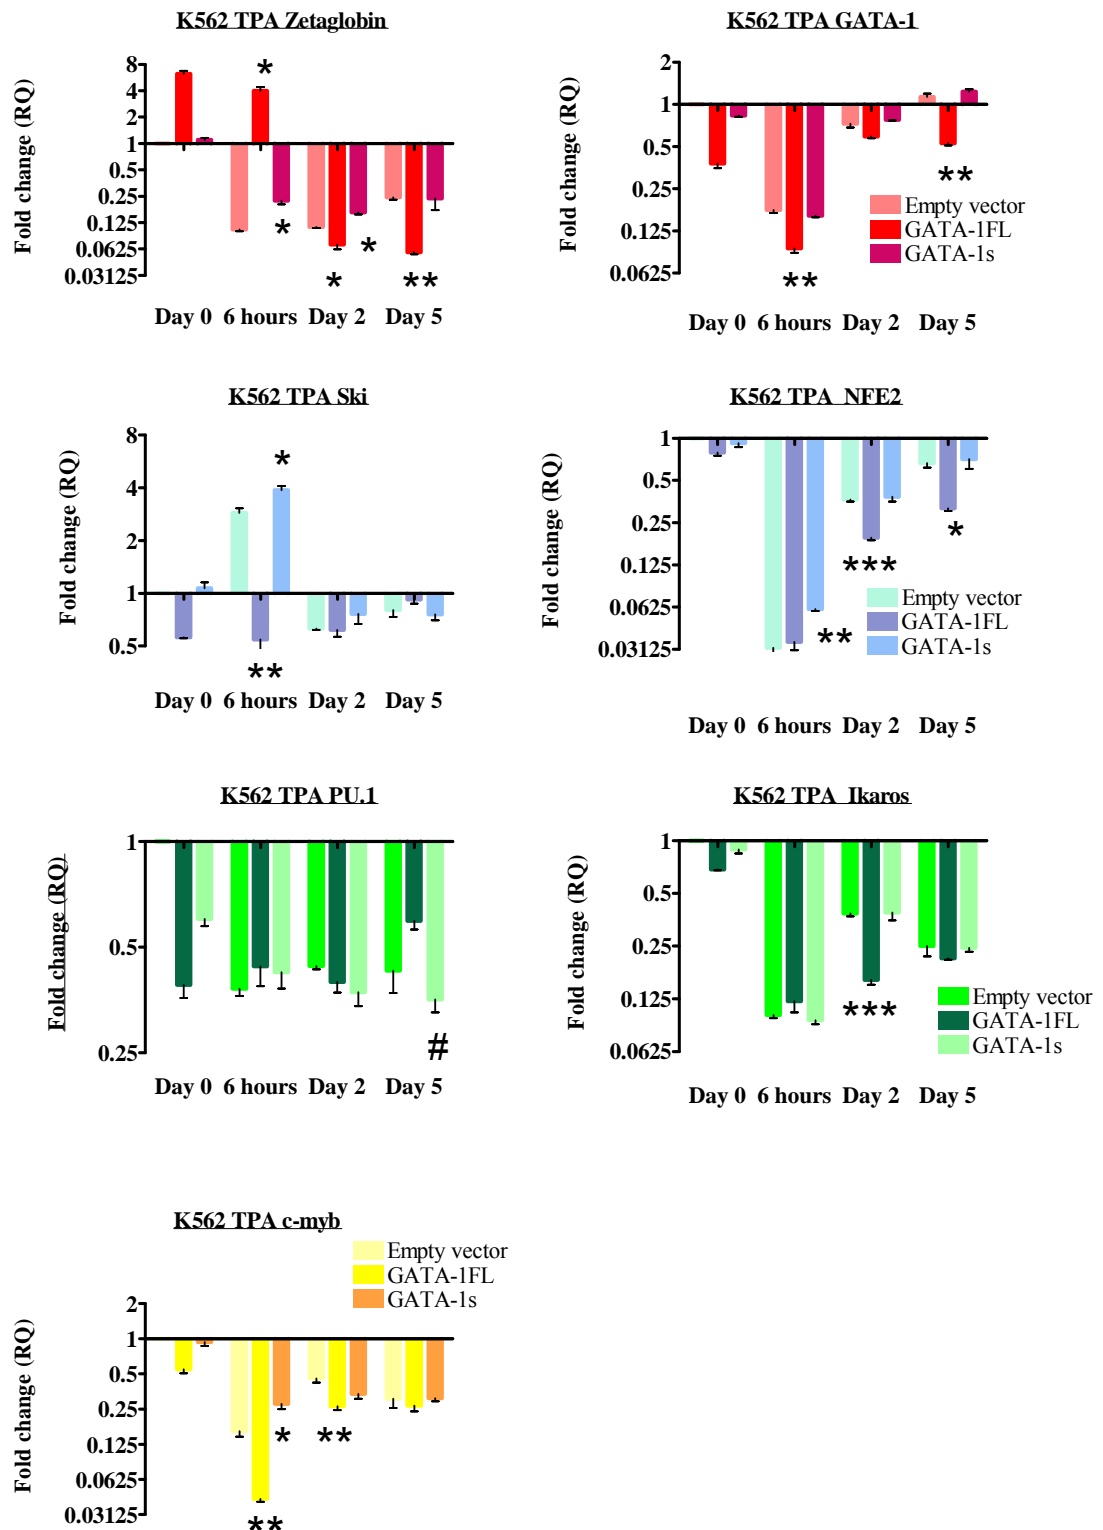 K562 TPA Zetaglobin
Fold change (RQ)
8
4
2
1
0.5
0.25
0.125
0.0625
0.03125
*
*
*
*
**
Day 0 6 hours Day 2 Day 5
K562 TPA GATA-1
Fold change (RQ)
2
1
0.5
0.25
0.125
0.0625
**
**
Empty vector
GATA-1FL
GATA-1s
Day 0 6 hours Day 2 Day 5
K562 TPA Ski
Fold change (RQ)
8
4
2
1
0.5
*
**
Day 0 6 hours Day 2 Day 5
K562 TPA NFE2
Fold change (RQ)
1
0.5
0.25
0.125
0.0625
0.03125
**
***
*
Empty vector
GATA-1FL
GATA-1s
Day 0 6 hours Day 2 Day 5
K562 TPA PU.1
Fold change (RQ)
1
0.5
0.25
#
Day 0 6 hours Day 2 Day 5
K562 TPA Ikaros
Fold change (RQ)
1
0.5
0.25
0.125
0.0625
***
Empty vector
GATA-1FL
GATA-1s
Day 0 6 hours Day 2 Day 5
K562 TPA c-myb
Empty vector
GATA-1FL
GATA-1s
Fold change (RQ)
2
1
0.5
0.25
0.125
0.0625
0.03125
*
**
**